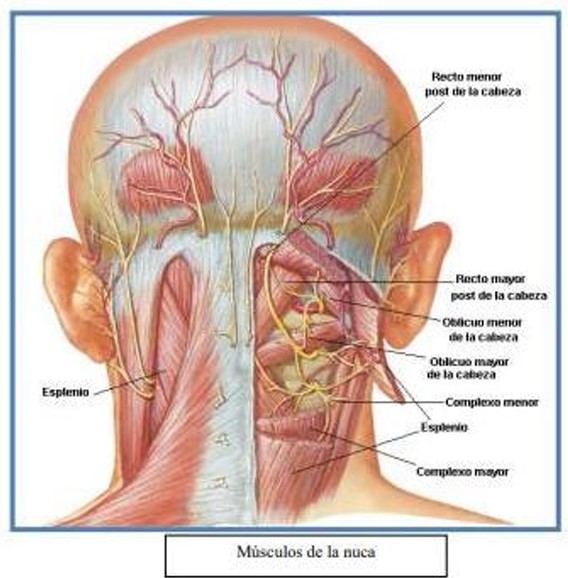 Recto menor
post de la cabeza
Recto mayor
post de la cabeza
Oblicuo menor
de la cabeza
Oblicuo mayor
de la cabeza
Esplenio
Complexo menor
Esplenio
Complexo mayor
Músculos de la nuca